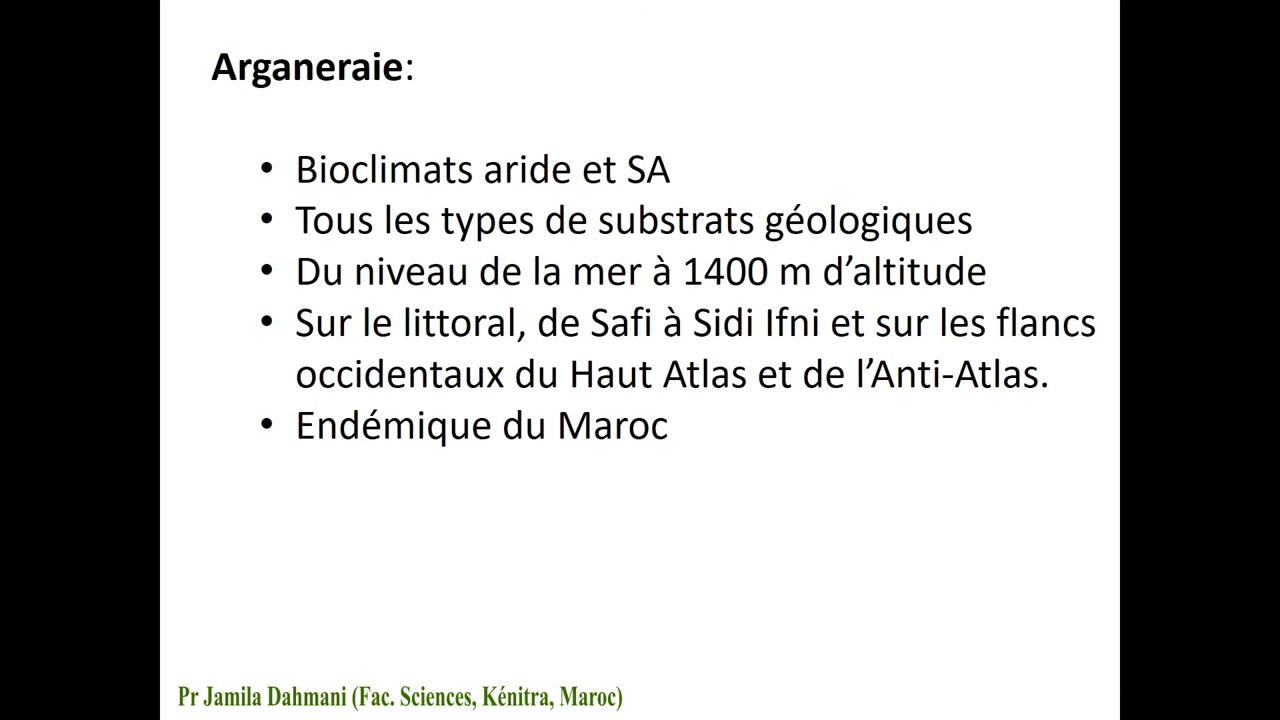 Arganeraie:
• Bioclimats aride et SA
• Tous les types de substrats géologiques
• Du niveau de la mer à 1400 m d’altitude
• Sur le littoral, de Safi à Sidi Ifni et sur les flancs
occidentaux du Haut Atlas et de l’Anti-Atlas.
• Endémique du Maroc
Pr Jamila Dahmani (Fac. Sciences, Kénitra, Maroc)